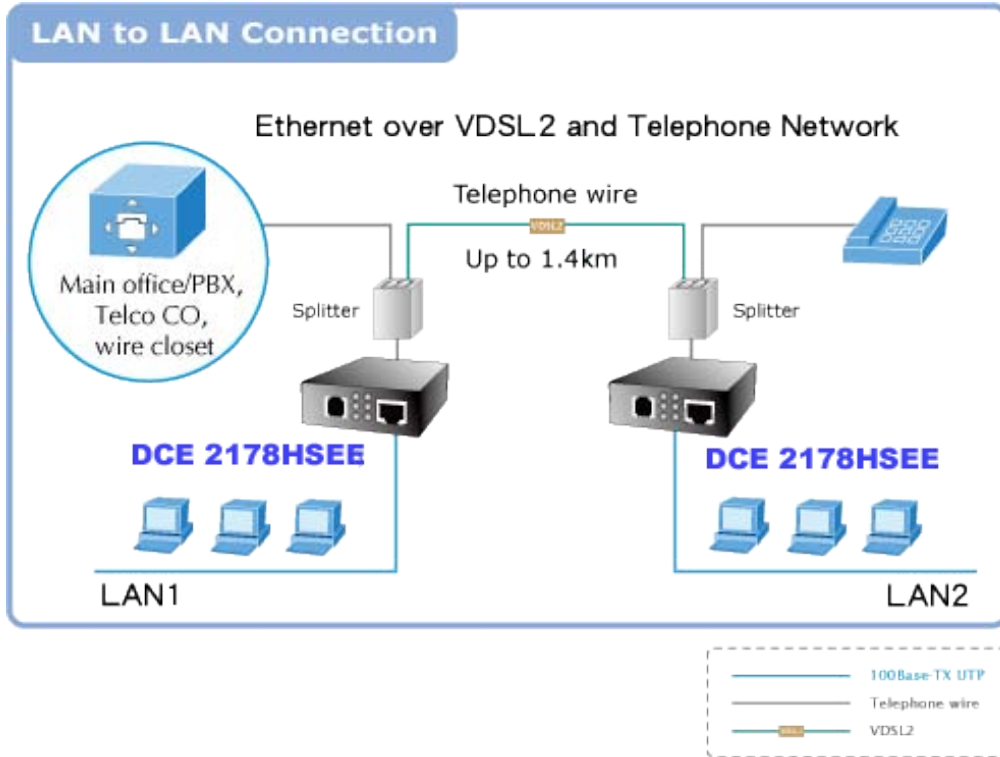 LAN to LAN Connection
Ethernet over VDSL2 and Telephone Network
Telephone wire
VDSL2
Up to 1.4km
Main office/PBX,
Telco CO,
wire closet
Splitter
Splitter
DCE 2178HSEE
DCE 2178HSEE
LAN1
LAN2
100Base-TX UTP
Telephone wire
VDSL2